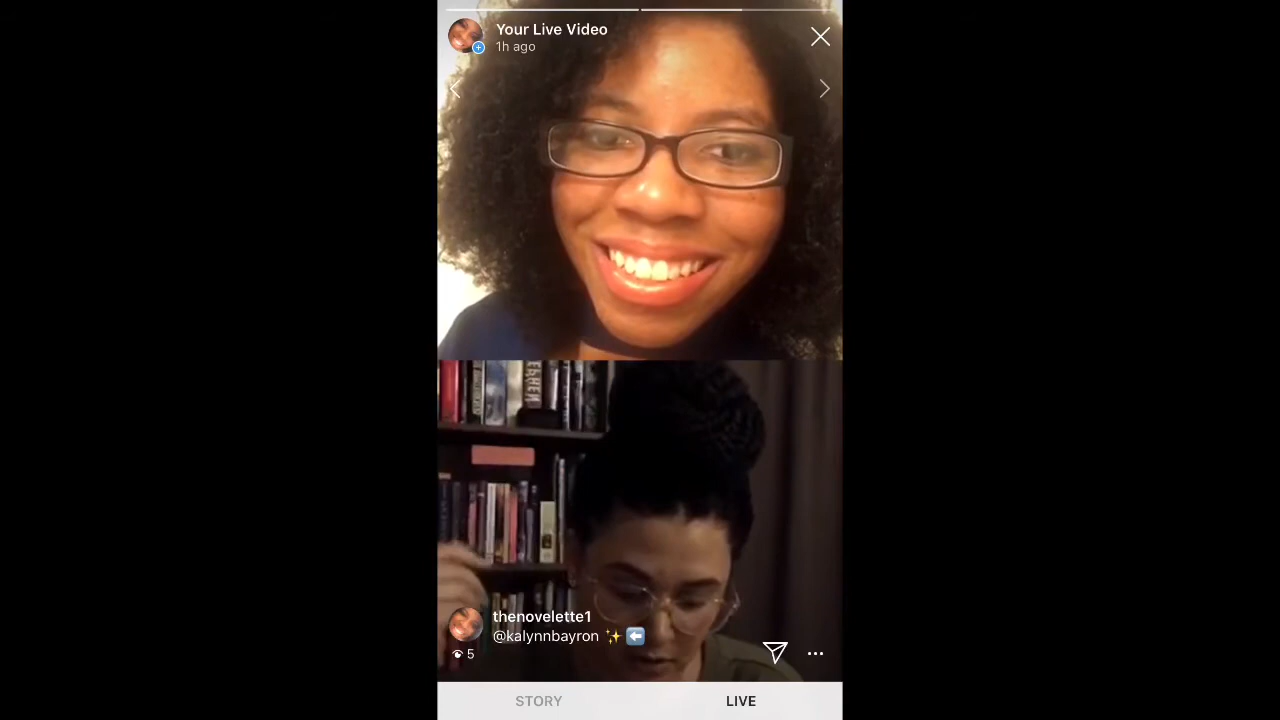 Your Live Video
1h ago
thenovelette1
@kalynnbayron ✨ ⬅️
5
STORY
LIVE